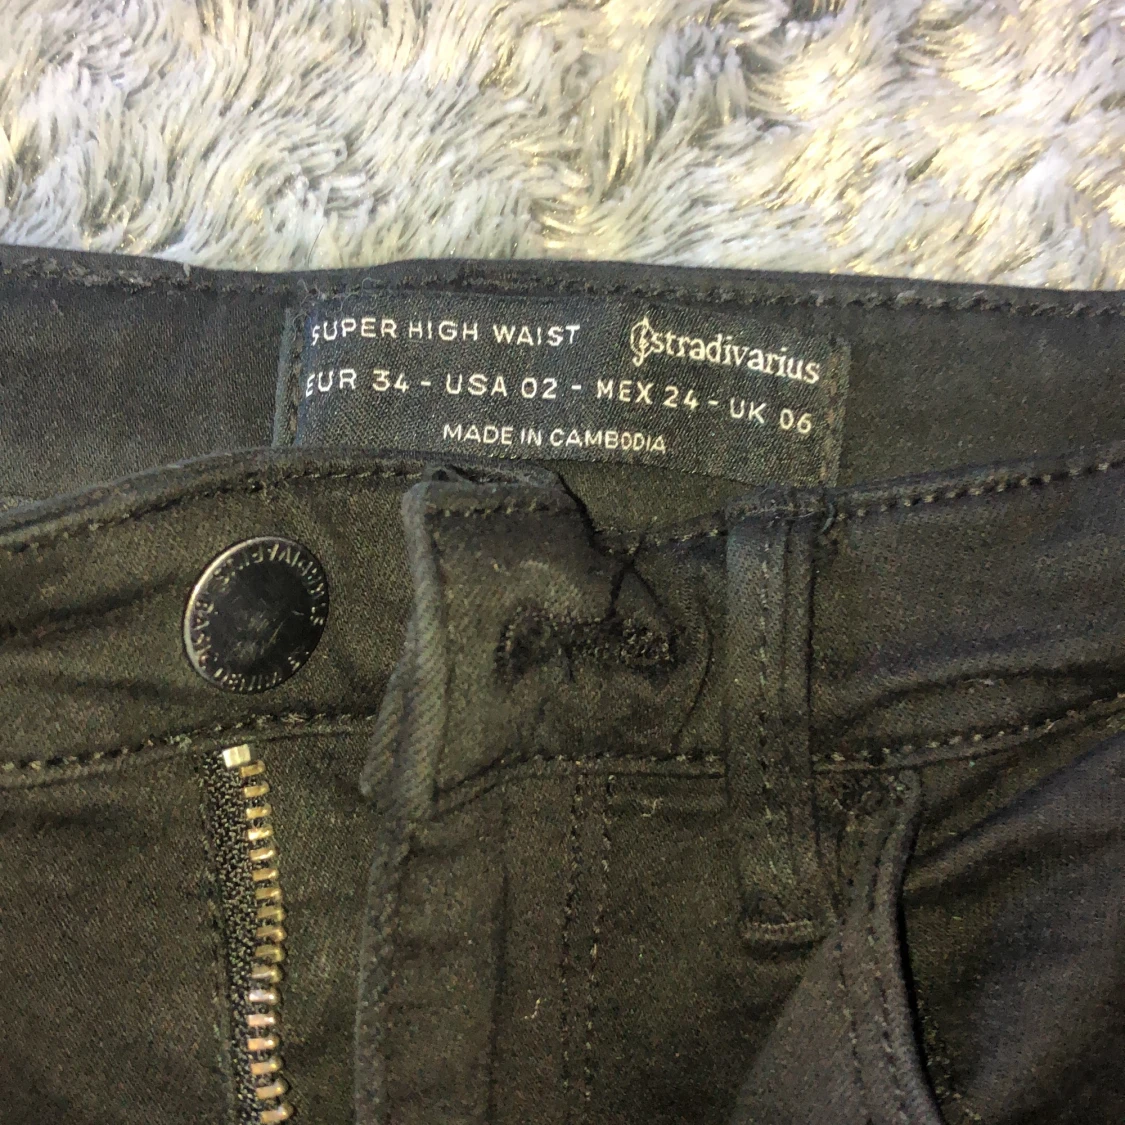 SUPER HIGH WAIST stradivarius
EUR 34 - USA 02 - MEX 24 - UK 06
MADE IN CAMBODIA